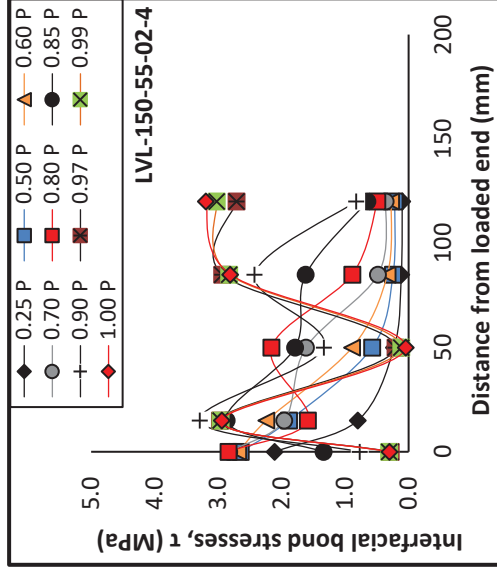 0.25 P
0.50 P
0.60 P
0.70 P
0.80 P
0.85 P
0.90 P
0.97 P
0.99 P
1.00 P
LVL-150-55-02-4
Interfacial bond stresses, τ (MPa)
5.0
4.0
3.0
2.0
1.0
0.0
0
50
100
150
200
Distance from loaded end (mm)